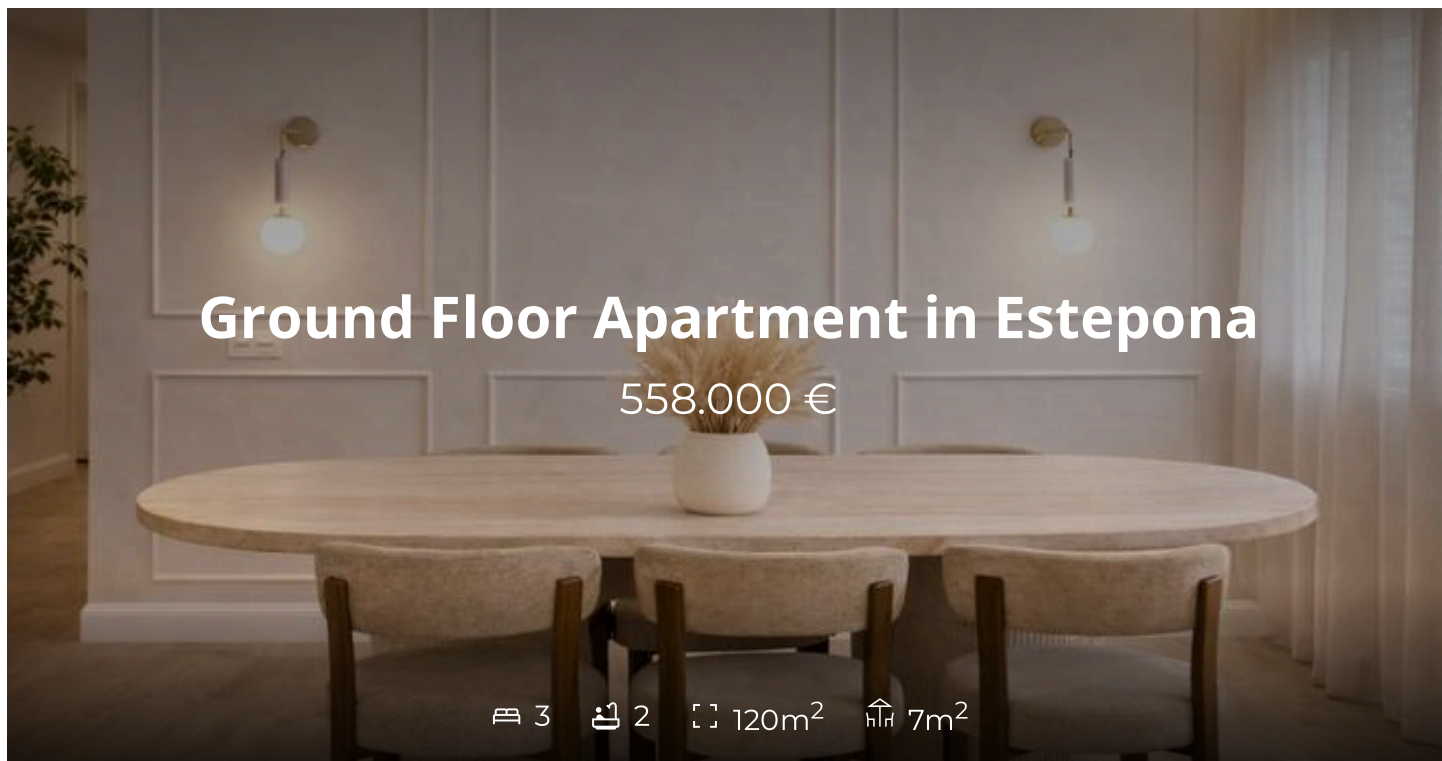 Ground Floor Apartment in Estepona
558.000 €
3 2 120m² 7m²